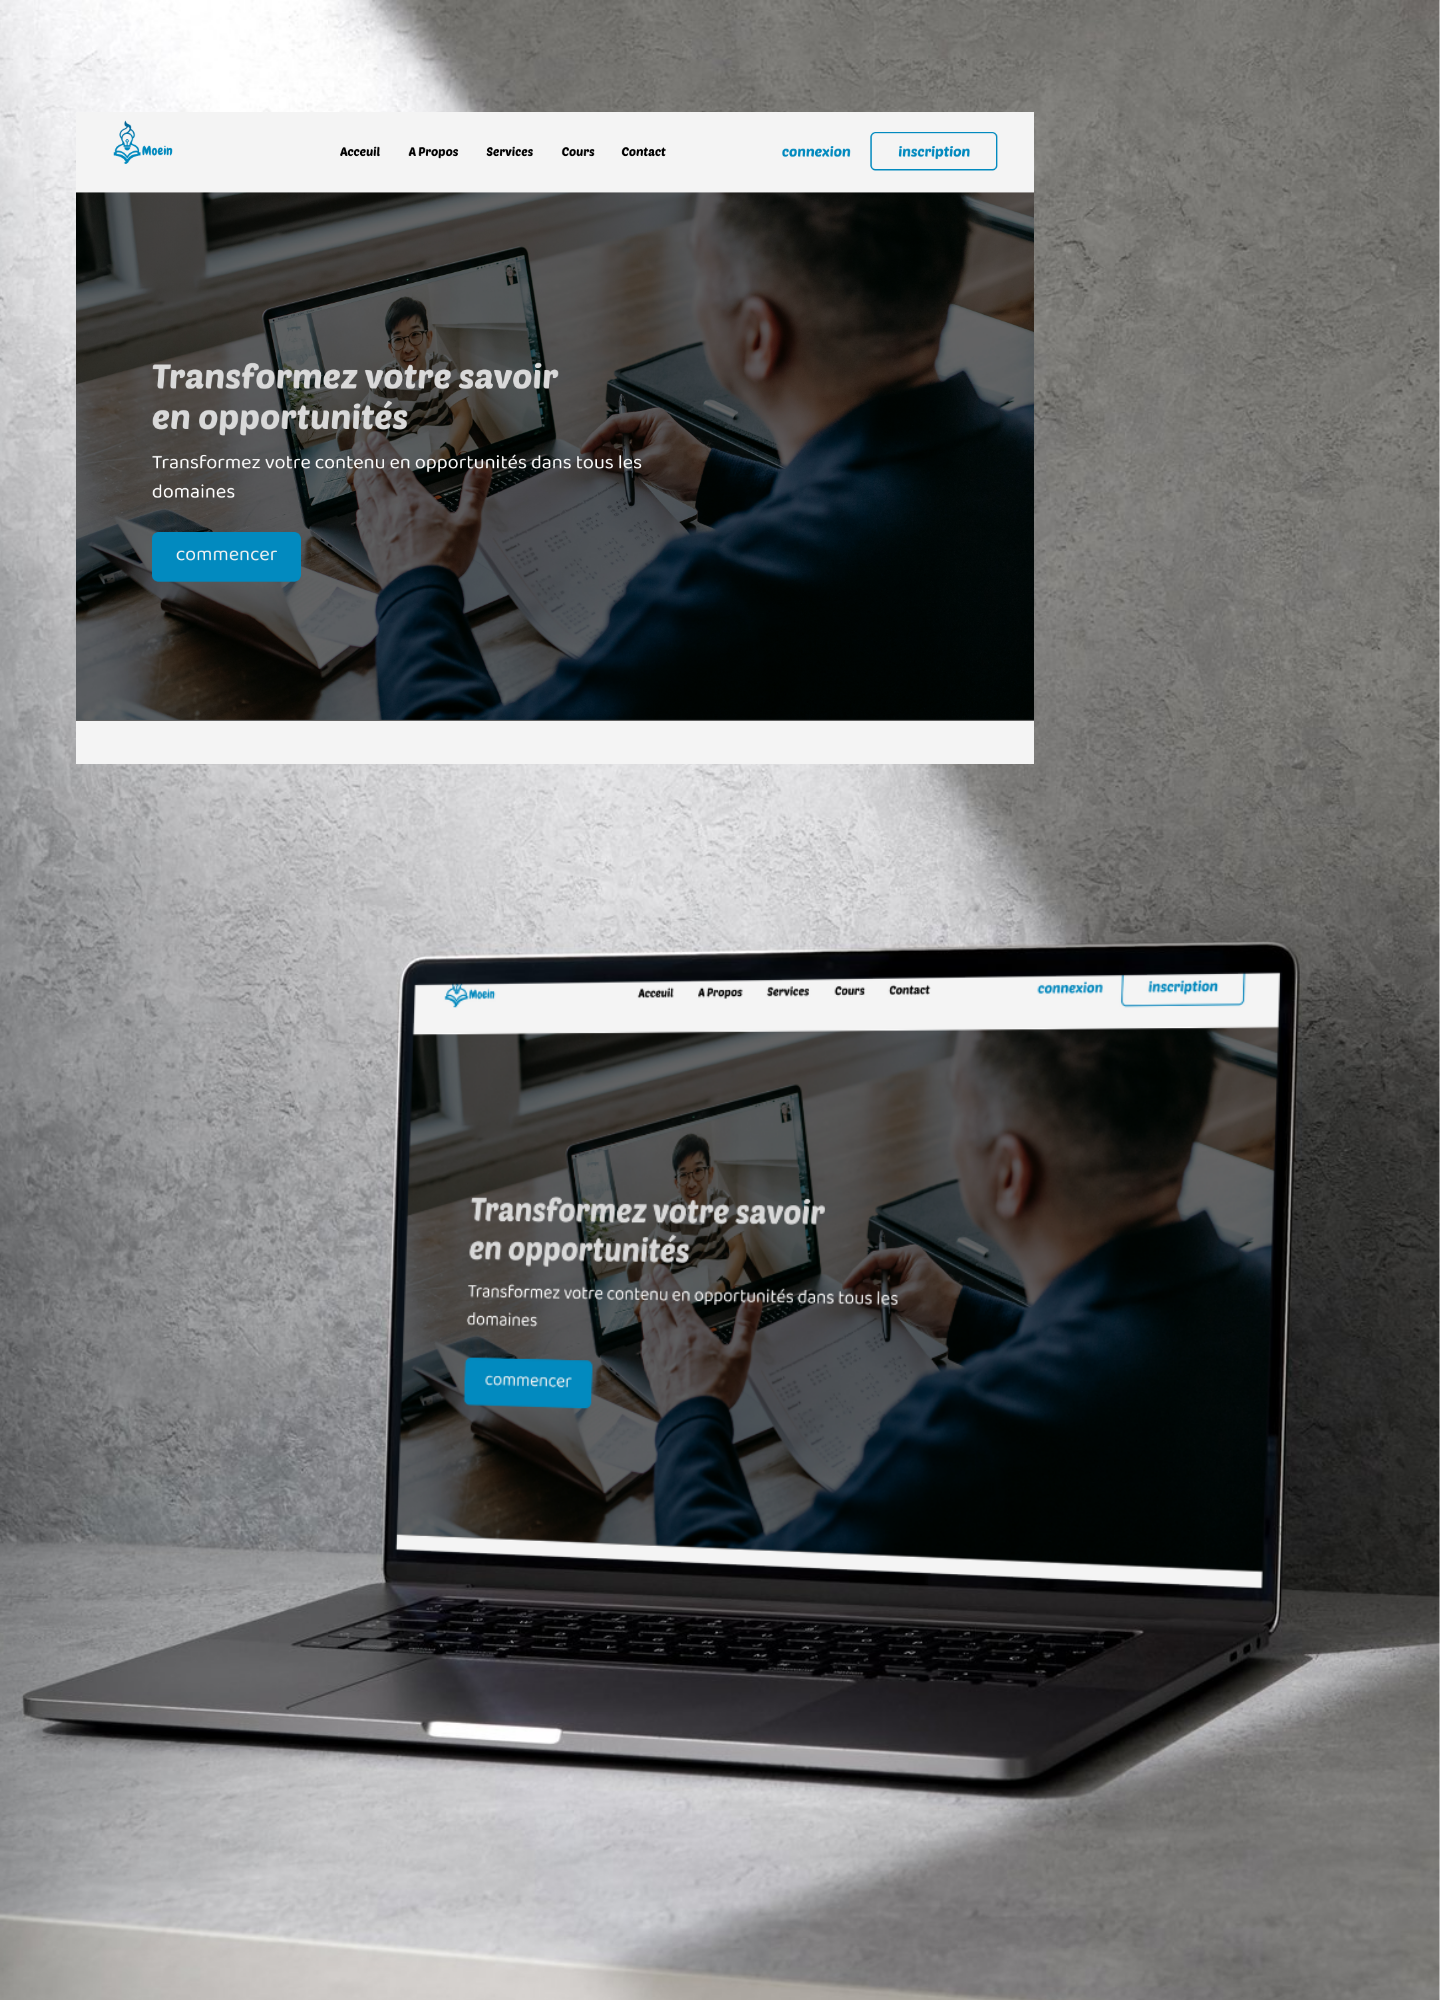 Moein
Acceuil A Propos Services Cours Contact
connexion inscription
Transformez votre savoir
en opportunités
Transformez votre contenu en opportunités dans tous les
domaines
commencer
Moein
Acceuil A Propos Services Cours Contact
connexion inscription
Transformez votre savoir
en opportunités
Transformez votre contenu en opportunités dans tous les
domaines
commencer